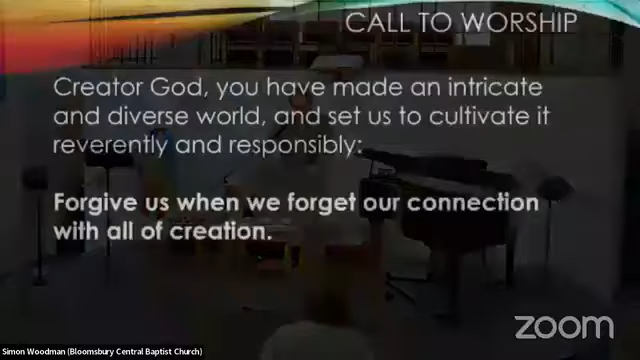 CALL TO WORSHIP
Creator God, you have made an intricate
and diverse world, and set us to cultivate it
reverently and responsibly:
Forgive us when we forget our connection
with all of creation.
zoom
Simon Woodman (Bloomsbury Central Baptist Church)